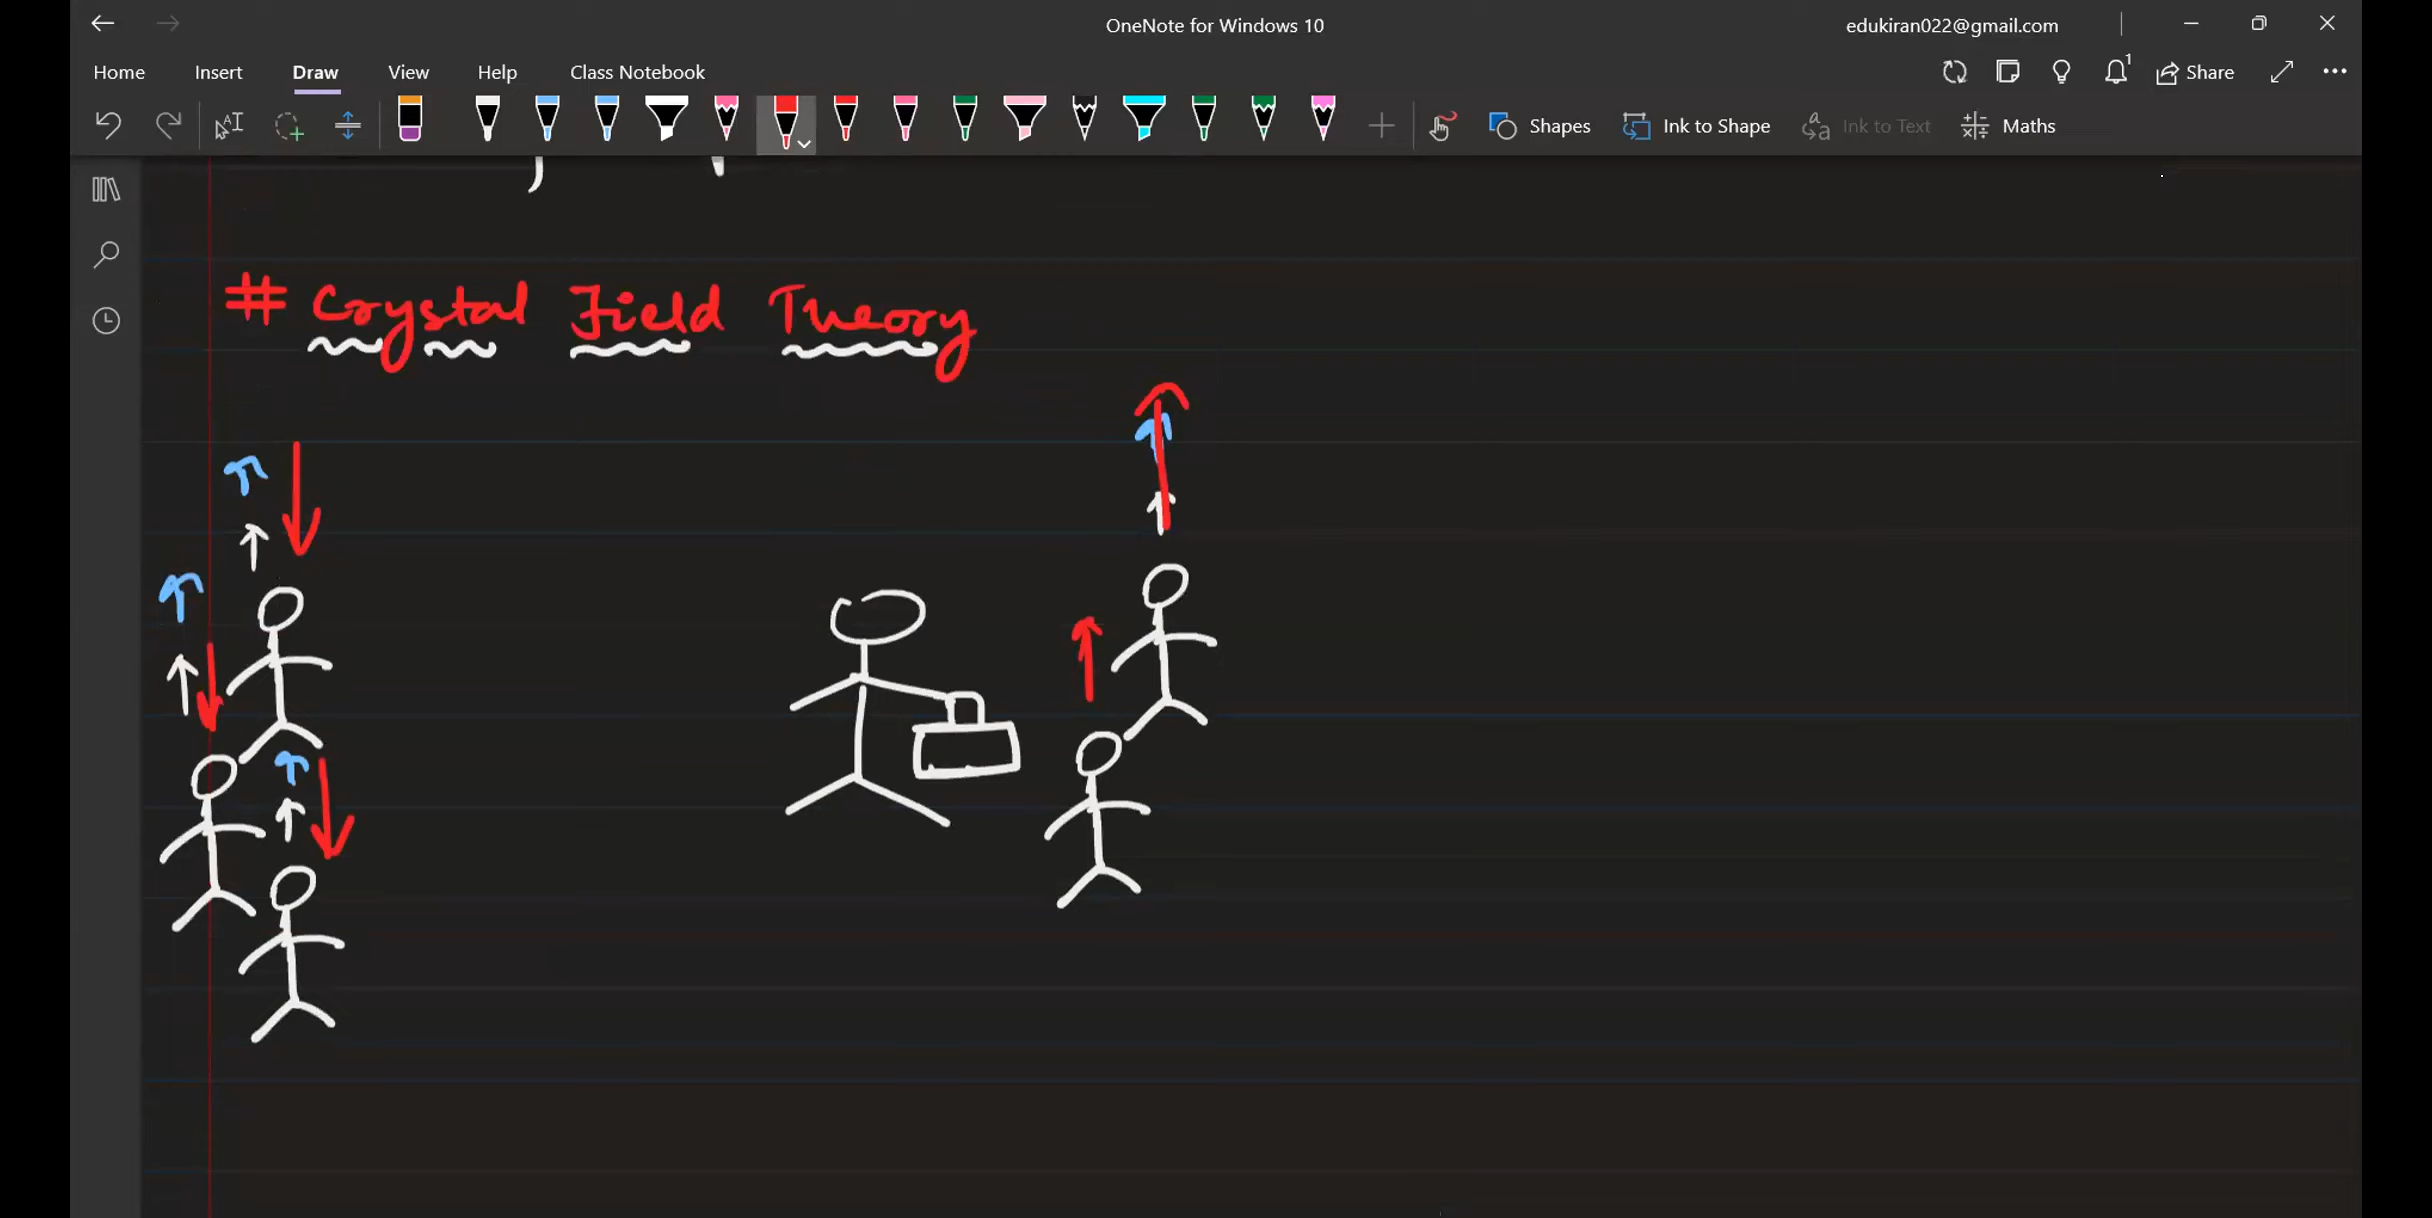 OneNote for Windows 10
edukiran022@gmail.com
Home Insert Draw View Help Class Notebook
1
Share
Shapes Ink to Shape Ink to Text Maths
# Crystal Field Theory